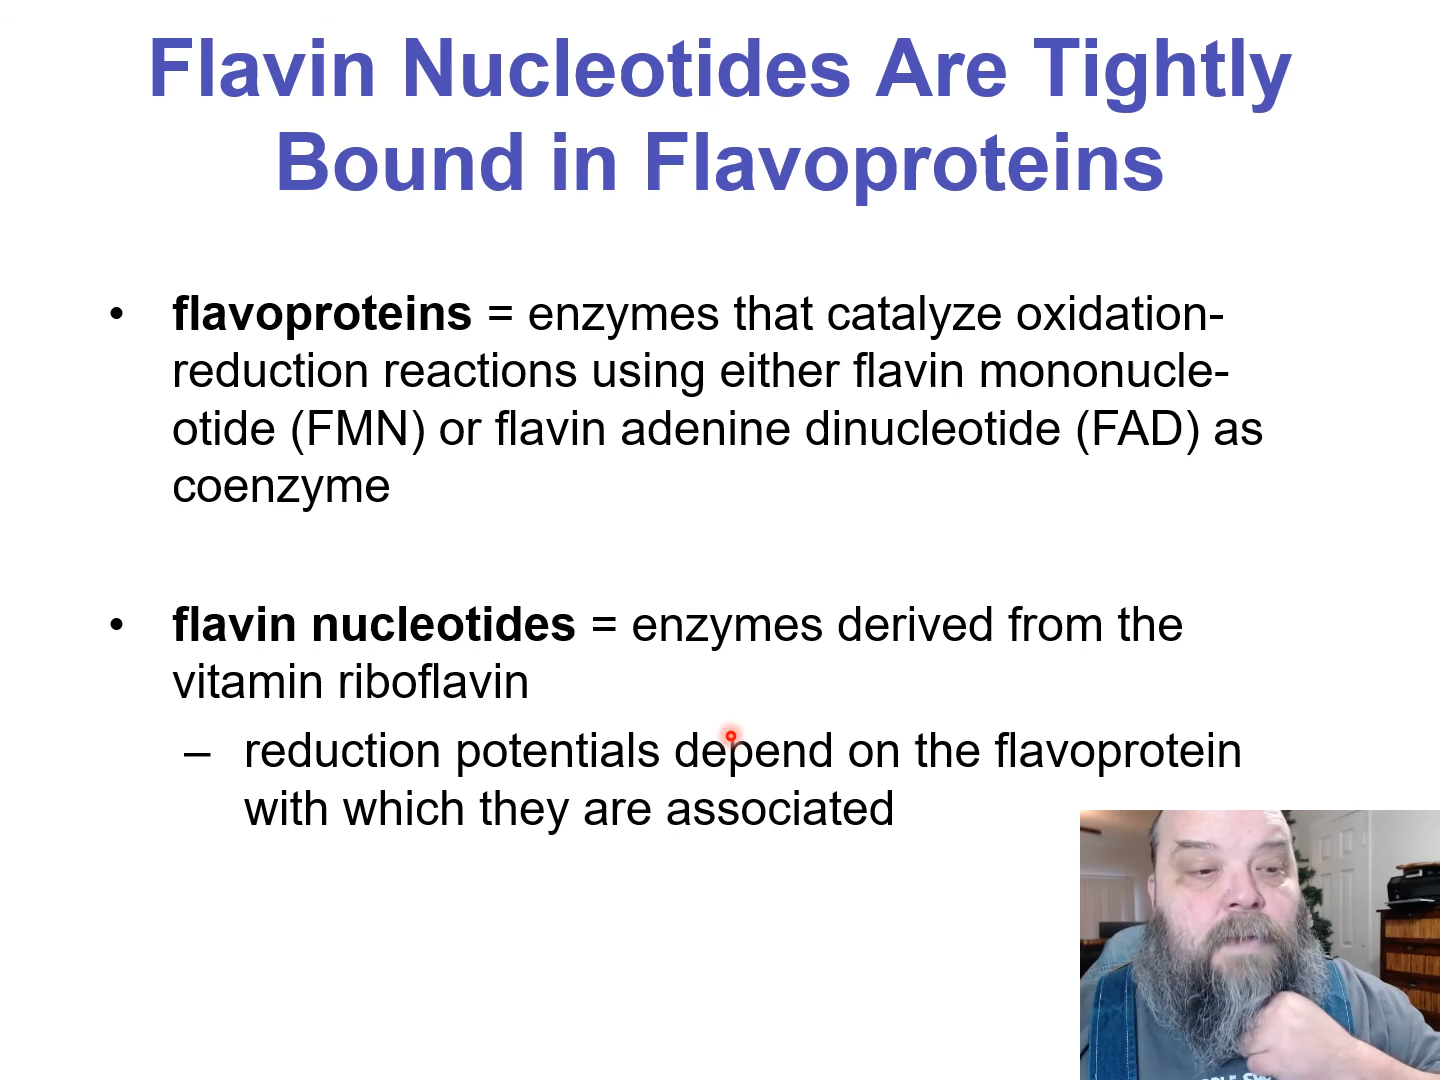 Flavin Nucleotides Are Tightly
Bound in Flavoproteins
• flavoproteins = enzymes that catalyze oxidation-
reduction reactions using either flavin mononucle-
otide (FMN) or flavin adenine dinucleotide (FAD) as
coenzyme
• flavin nucleotides = enzymes derived from the
vitamin riboflavin
– reduction potentials depend on the flavoprotein
with which they are associated